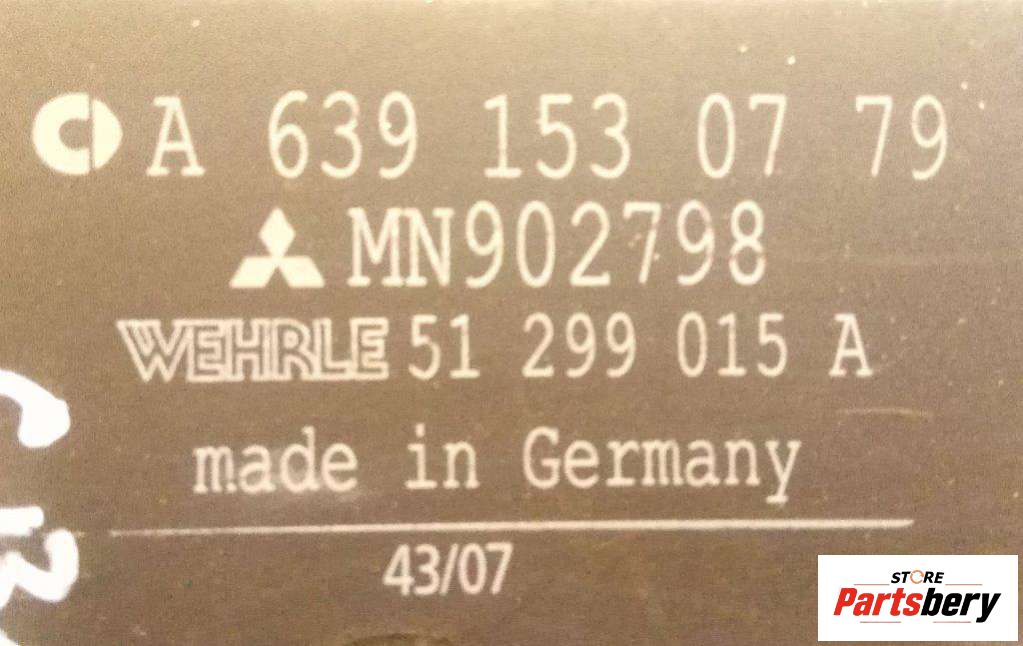 A 639 153 07 79
MN902798
WEHRLE 51 299 015 A
made in Germany
43/07
STORE
Partsbery